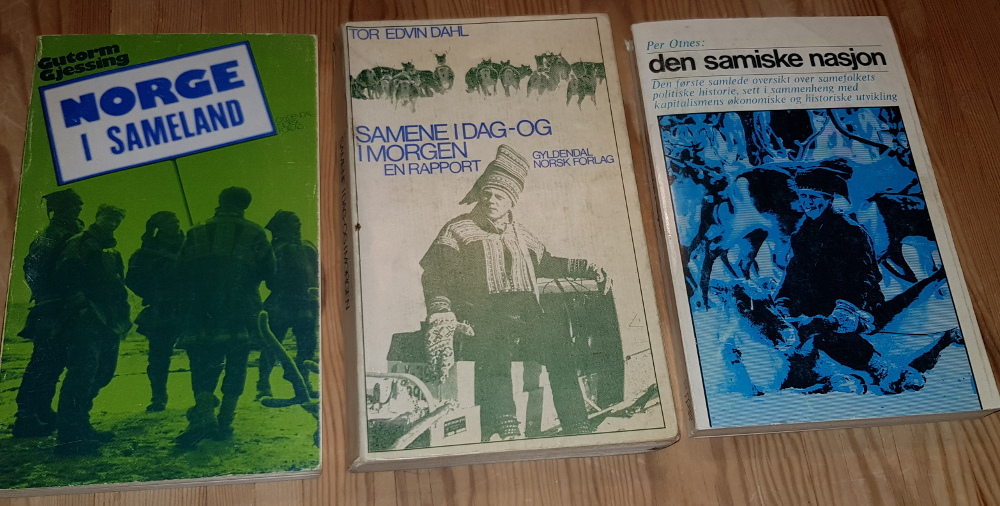 Gutorm
Gjessing
NORGE
I SAMELAND
TOR EDVIN DAHL
SAMENE I DAG-OG
I MORGEN
EN RAPPORT
GYLDENDAL
NORSK FORLAG
Per Otnes:
den samiske nasjon
Den første samlede oversikt over samefolkets
politiske historie, sett i sammenheng med
kapitalismens økonomiske og historiske utvikling